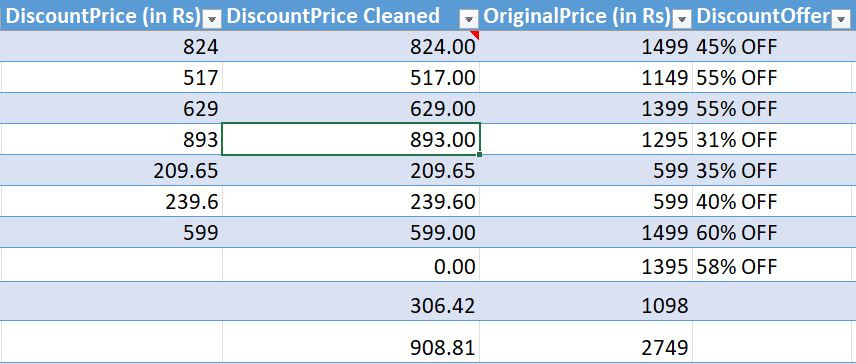 DiscountPrice (in Rs) DiscountPrice Cleaned OriginalPrice (in Rs) DiscountOffer
824 824.00 1499 45% OFF
517 517.00 1149 55% OFF
629 629.00 1399 55% OFF
893 893.00 1295 31% OFF
209.65 209.65 599 35% OFF
239.6 239.60 599 40% OFF
599 599.00 1499 60% OFF
0.00 1395 58% OFF
306.42 1098
908.81 2749